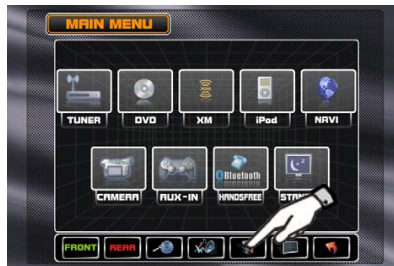 MAIN MENU
TUNER DVD XM iPod NAVI
Bluetooth
CAMERA AUX-IN HANDSFREE
FRONT REAR